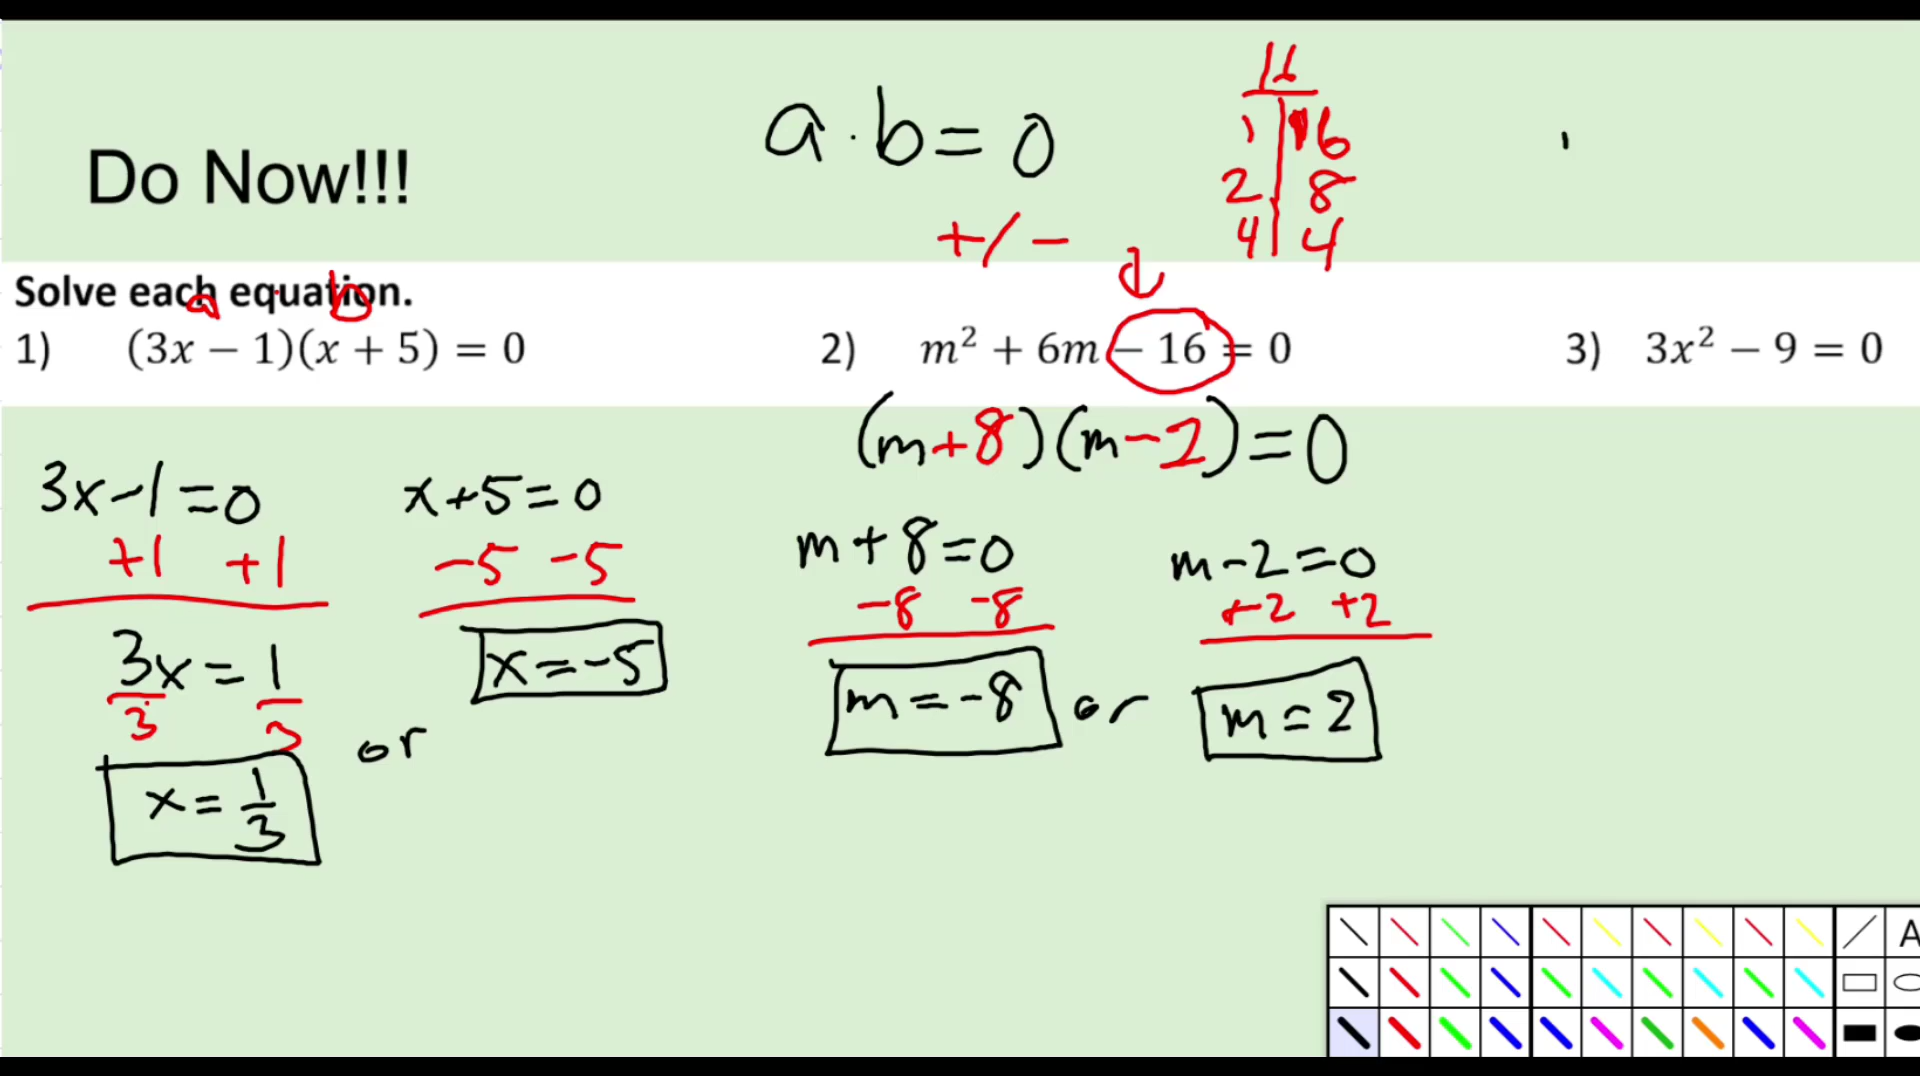 a · b = 0
16
1 | 16
2 | 8
4 | 4
Do Now!!!
+/-
Solve each equation.
a · b
1) (3x − 1)(x + 5) = 0
2) m² + 6m − 16 = 0
3) 3x² − 9 = 0
3x-1=0
+1 +1
3x = 1
3 3
x = 1/3
or
x+5=0
-5 -5
x=-5
(m+8)(m-2)=0
m+8=0
-8 -8
m=-8
or
m-2=0
+2 +2
m=2
A